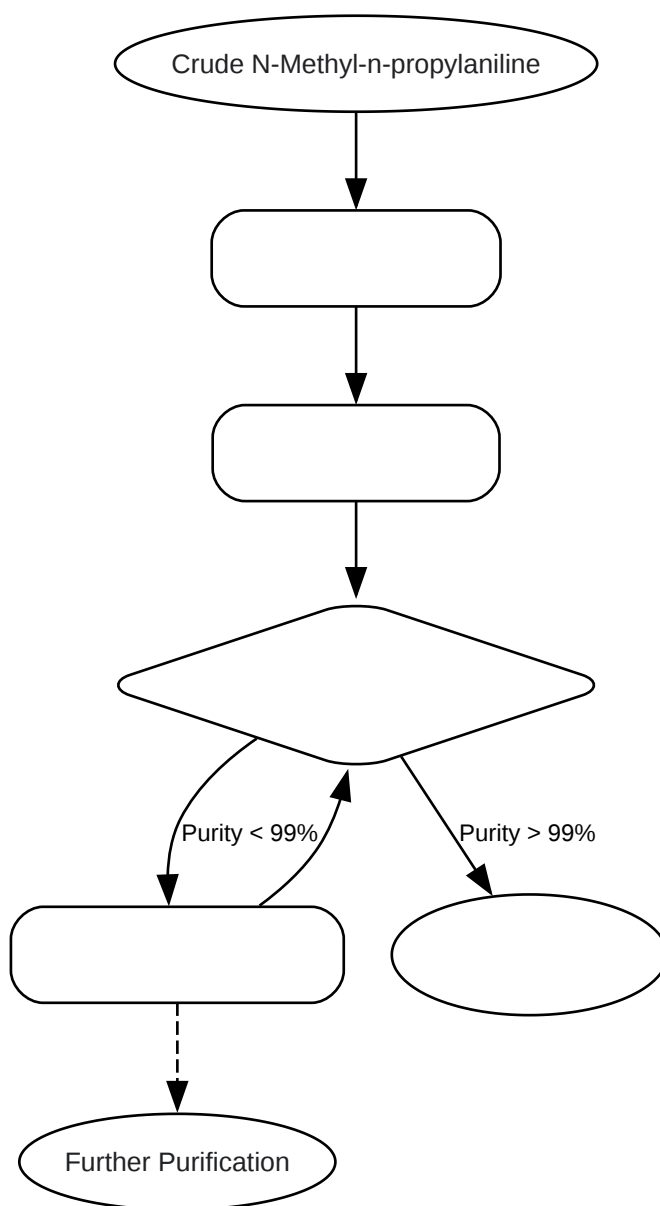 Crude N-Methyl-n-propylaniline
Purity < 99%
Purity > 99%
Further Purification